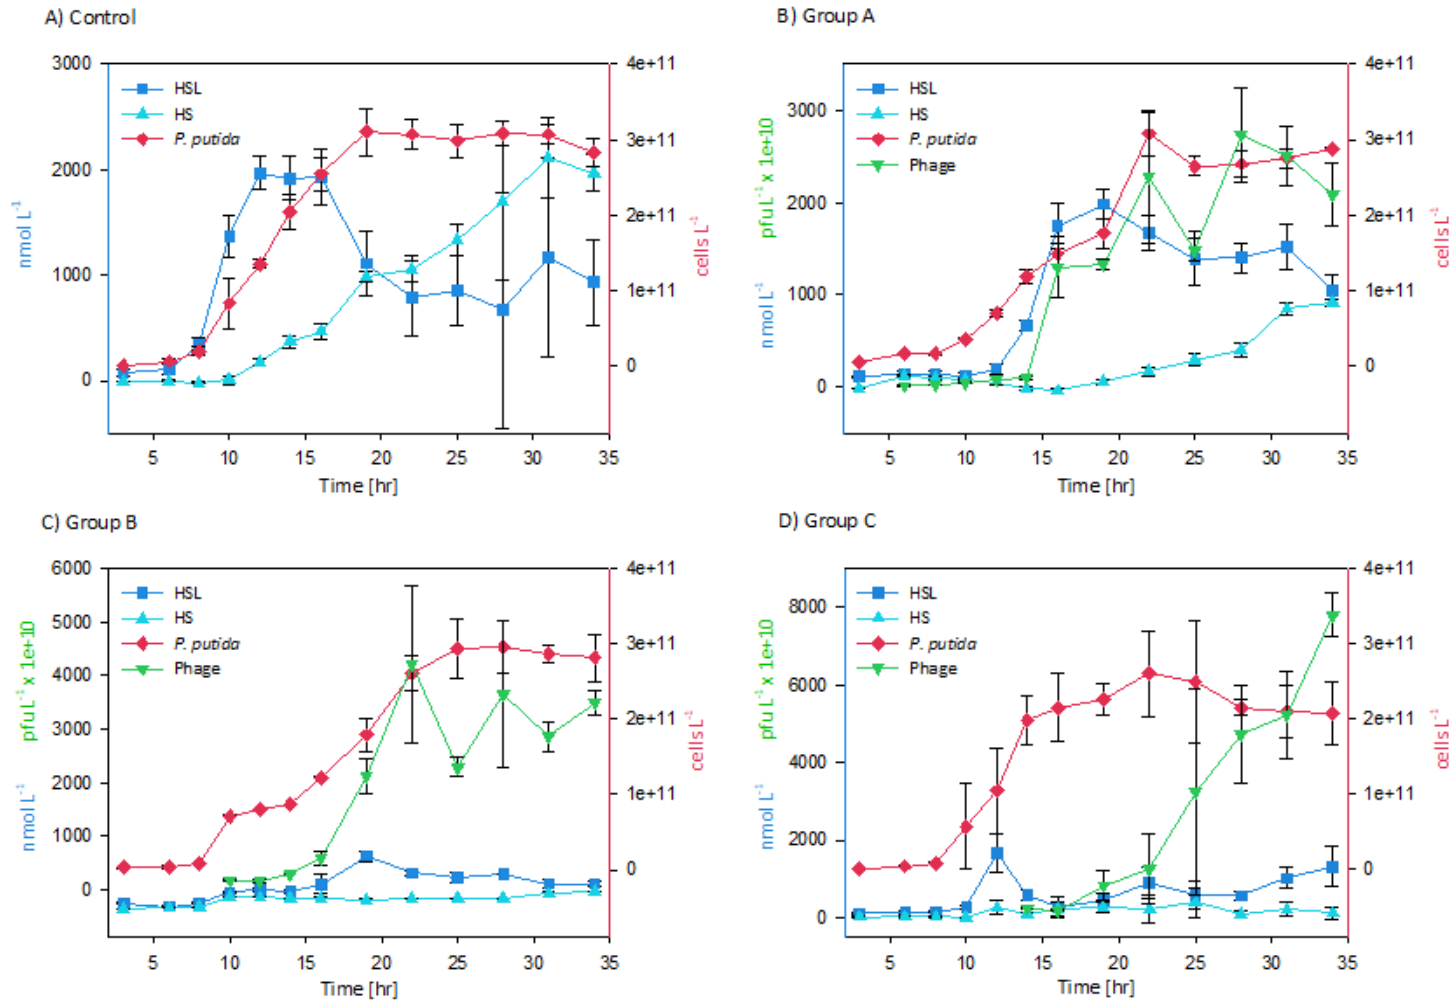 A) Control
B) Group A
3000
2000
1000
0
nmol L⁻¹
HSL
HS
P. putida
4e+11
3e+11
2e+11
1e+11
0
cells L⁻¹
5 10 15 20 25 30 35
Time [hr]
3000
2000
1000
0
pfu L⁻¹ x 1e+10
nmol L⁻¹
HSL
HS
P. putida
Phage
4e+11
3e+11
2e+11
1e+11
0
cells L⁻¹
5 10 15 20 25 30 35
Time [hr]
C) Group B
D) Group C
6000
5000
4000
3000
2000
1000
0
pfu L⁻¹ x 1e+10
nmol L⁻¹
HSL
HS
P. putida
Phage
4e+11
3e+11
2e+11
1e+11
0
cells L⁻¹
5 10 15 20 25 30 35
Time [hr]
8000
6000
4000
2000
0
pfu L⁻¹ x 1e+10
nmol L⁻¹
HSL
HS
P. putida
Phage
4e+11
3e+11
2e+11
1e+11
0
cells L⁻¹
5 10 15 20 25 30 35
Time [hr]